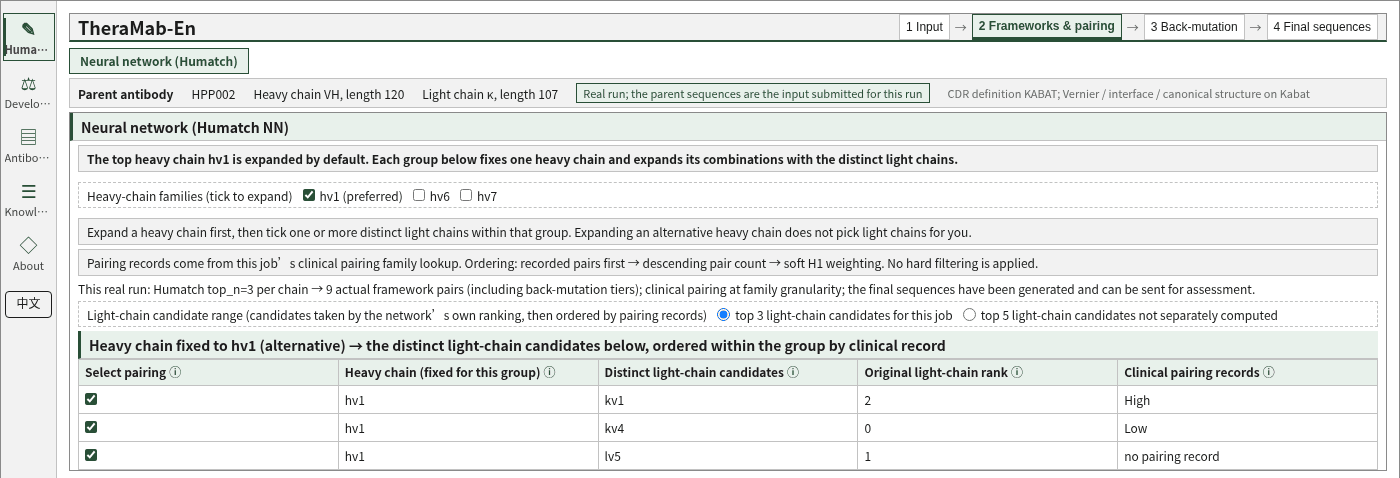 TheraMab-En
1 Input → 2 Frameworks & pairing → 3 Back-mutation → 4 Final sequences
Huma…
Develo…
Antibo…
Knowl…
About
中文
Neural network (Humatch)
Parent antibody HPP002 Heavy chain VH, length 120 Light chain κ, length 107 Real run; the parent sequences are the input submitted for this run CDR definition KABAT; Vernier / interface / canonical structure on Kabat
Neural network (Humatch NN)
The top heavy chain hv1 is expanded by default. Each group below fixes one heavy chain and expands its combinations with the distinct light chains.
Heavy-chain families (tick to expand) hv1 (preferred) hv6 hv7
Expand a heavy chain first, then tick one or more distinct light chains within that group. Expanding an alternative heavy chain does not pick light chains for you.
Pairing records come from this job’s clinical pairing family lookup. Ordering: recorded pairs first → descending pair count → soft H1 weighting. No hard filtering is applied.
This real run: Humatch top_n=3 per chain → 9 actual framework pairs (including back-mutation tiers); clinical pairing at family granularity; the final sequences have been generated and can be sent for assessment.
Light-chain candidate range (candidates taken by the network’s own ranking, then ordered by pairing records) top 3 light-chain candidates for this job top 5 light-chain candidates not separately computed
Heavy chain fixed to hv1 (alternative) → the distinct light-chain candidates below, ordered within the group by clinical record
Select pairing ⓘ Heavy chain (fixed for this group) ⓘ Distinct light-chain candidates ⓘ Original light-chain rank ⓘ Clinical pairing records ⓘ
hv1 kv1 2 High
hv1 kv4 0 Low
hv1 lv5 1 no pairing record